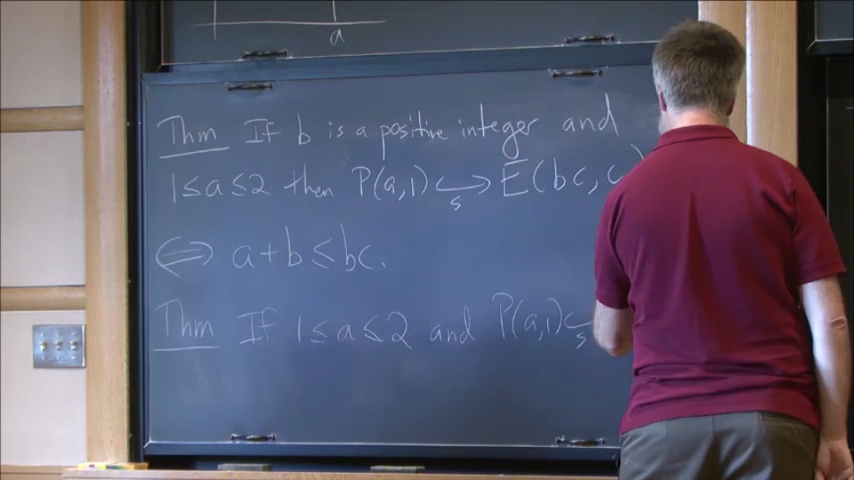 a
Thm If b is a positive integer and
1≤a≤2 then P(a,1) ↪s E(bc, c)
⟺ a+b ≤ bc.
Thm If 1≤a≤2 and P(a,1) ↪s